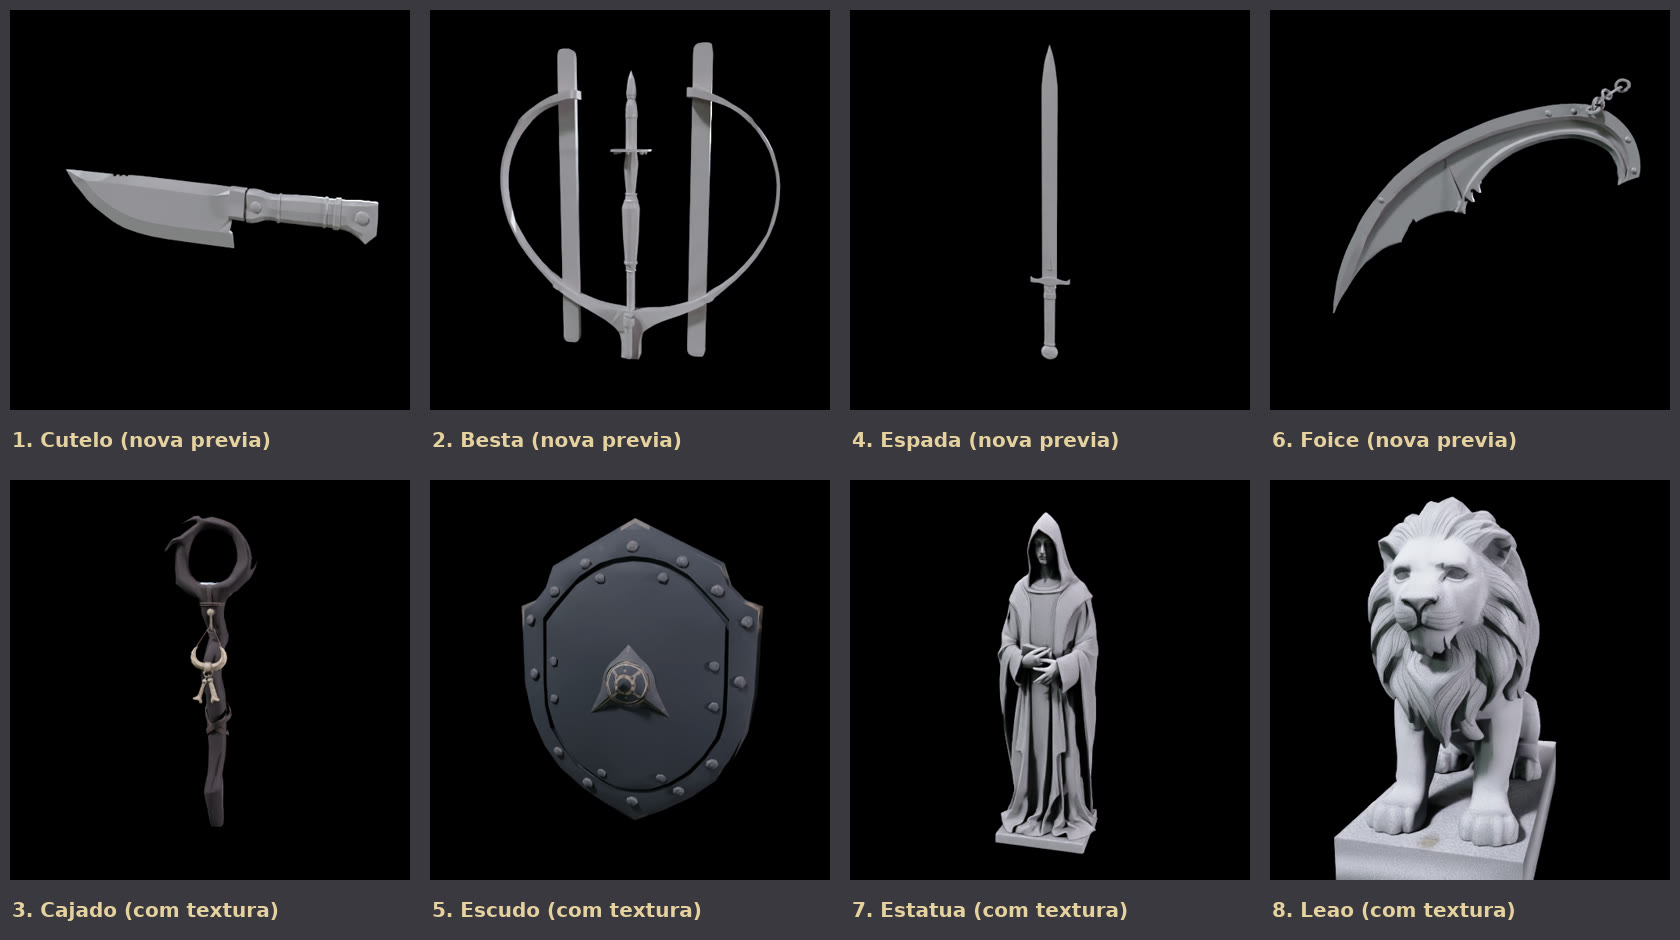 1. Cutelo (nova previa)
2. Besta (nova previa)
4. Espada (nova previa)
6. Foice (nova previa)
3. Cajado (com textura)
5. Escudo (com textura)
7. Estatua (com textura)
8. Leao (com textura)